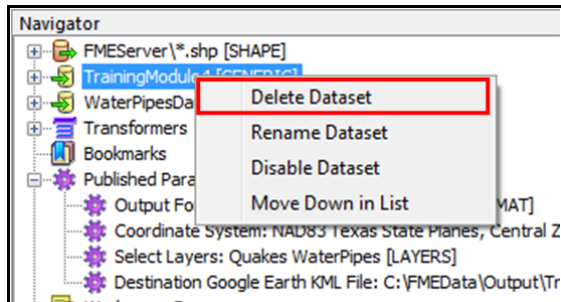 Navigator
FMEServer\*.shp [SHAPE]
TrainingModule4 [GENERIC]
WaterPipesDa
Delete Dataset
Rename Dataset
Disable Dataset
Move Down in List
Transformers
Bookmarks
Published Para
Output Fo MAT]
Coordinate System: NAD83 Texas State Planes, Central Z
Select Layers: Quakes WaterPipes [LAYERS]
Destination Google Earth KML File: C:\FMEData\Output\Tr